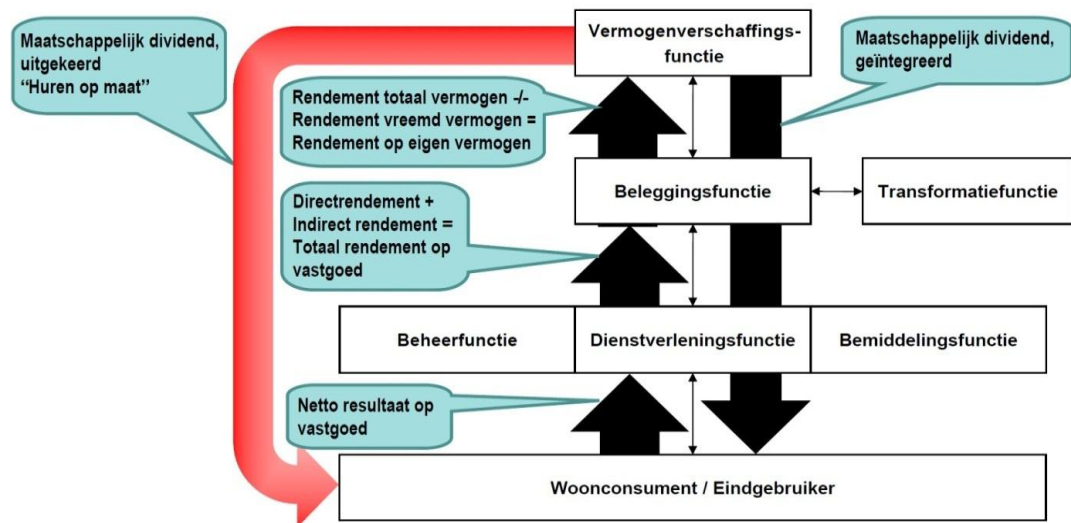 Maatschappelijk dividend,
uitgekeerd
“Huren op maat”
Vermogenverschaffings-
functie
Maatschappelijk dividend,
geïntegreerd
Rendement totaal vermogen -/-
Rendement vreemd vermogen =
Rendement op eigen vermogen
Beleggingsfunctie
Transformatiefunctie
Directrendement +
Indirect rendement =
Totaal rendement op
vastgoed
Beheerfunctie
Dienstverleningsfunctie
Bemiddelingsfunctie
Netto resultaat op
vastgoed
Woonconsument / Eindgebruiker